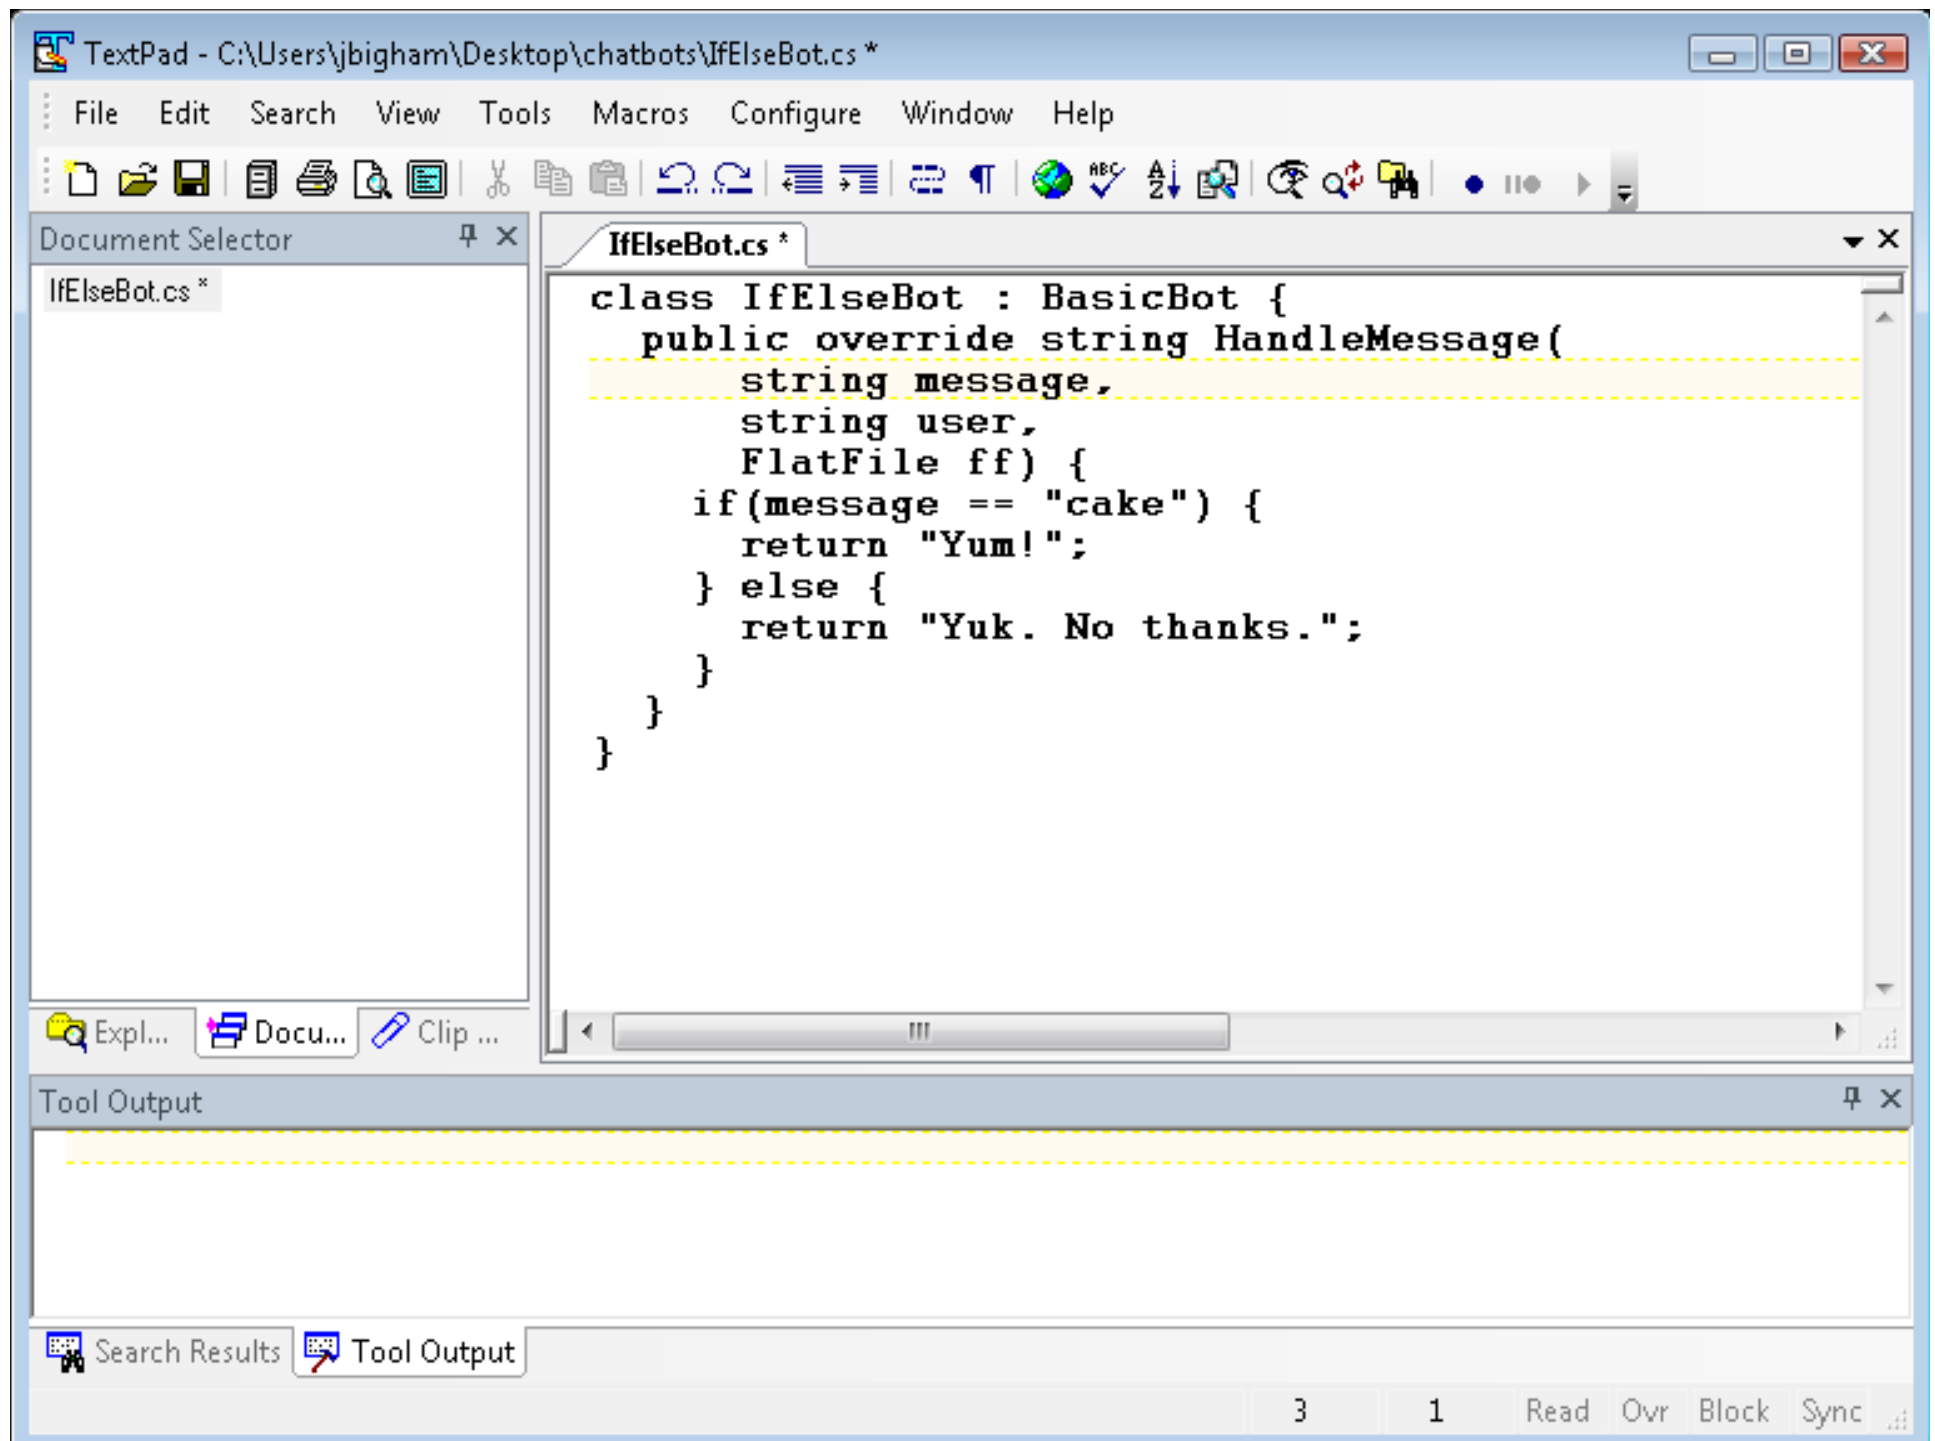 TextPad - C:\Users\jbigham\Desktop\chatbots\IfElseBot.cs *
File Edit Search View Tools Macros Configure Window Help
Document Selector
IfElseBot.cs *
Expl... Docu... Clip ...
IfElseBot.cs *
class IfElseBot : BasicBot {
public override string HandleMessage(
string message,
string user,
FlatFile ff) {
if(message == "cake") {
return "Yum!";
} else {
return "Yuk. No thanks.";
}
}
}
Tool Output
Search Results Tool Output
3 1 Read Ovr Block Sync